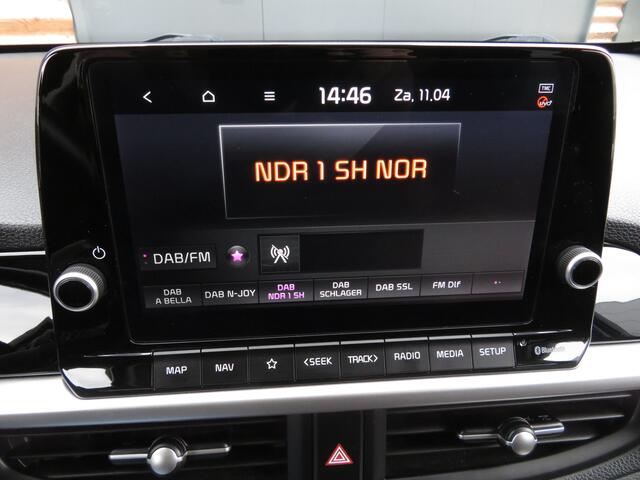 14:46 Za, 11.04 TMC
NDR 1 SH NOR
DAB/FM
DAB A BELLA
DAB N-JOY
DAB NDR 1 SH
DAB SCHLAGER
DAB SSL
FM Dlf
MAP NAV <SEEK TRACK> RADIO MEDIA SETUP Bluetooth